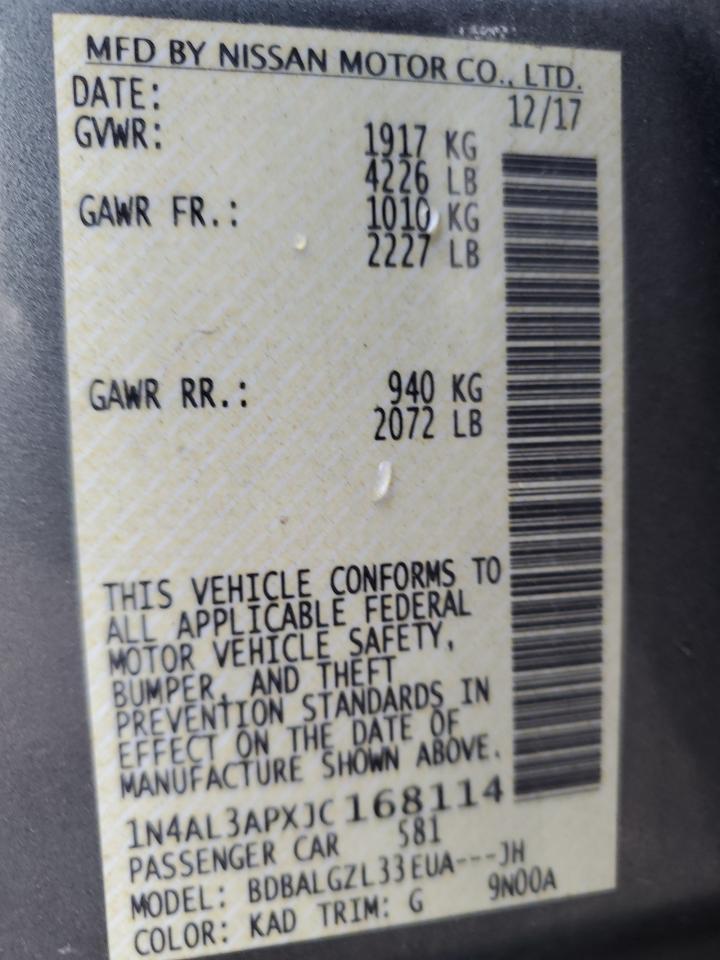 MFD BY NISSAN MOTOR CO., LTD.
DATE: 12/17
GVWR: 1917 KG
4226 LB
GAWR FR.: 1010 KG
2227 LB
GAWR RR.: 940 KG
2072 LB
THIS VEHICLE CONFORMS TO
ALL APPLICABLE FEDERAL
MOTOR VEHICLE SAFETY,
BUMPER, AND THEFT
PREVENTION STANDARDS IN
EFFECT ON THE DATE OF
MANUFACTURE SHOWN ABOVE.
1N4AL3APXJC168114
PASSENGER CAR 581
MODEL: BDBALGZL33EUA---JH
COLOR: KAD TRIM: G 9N00A